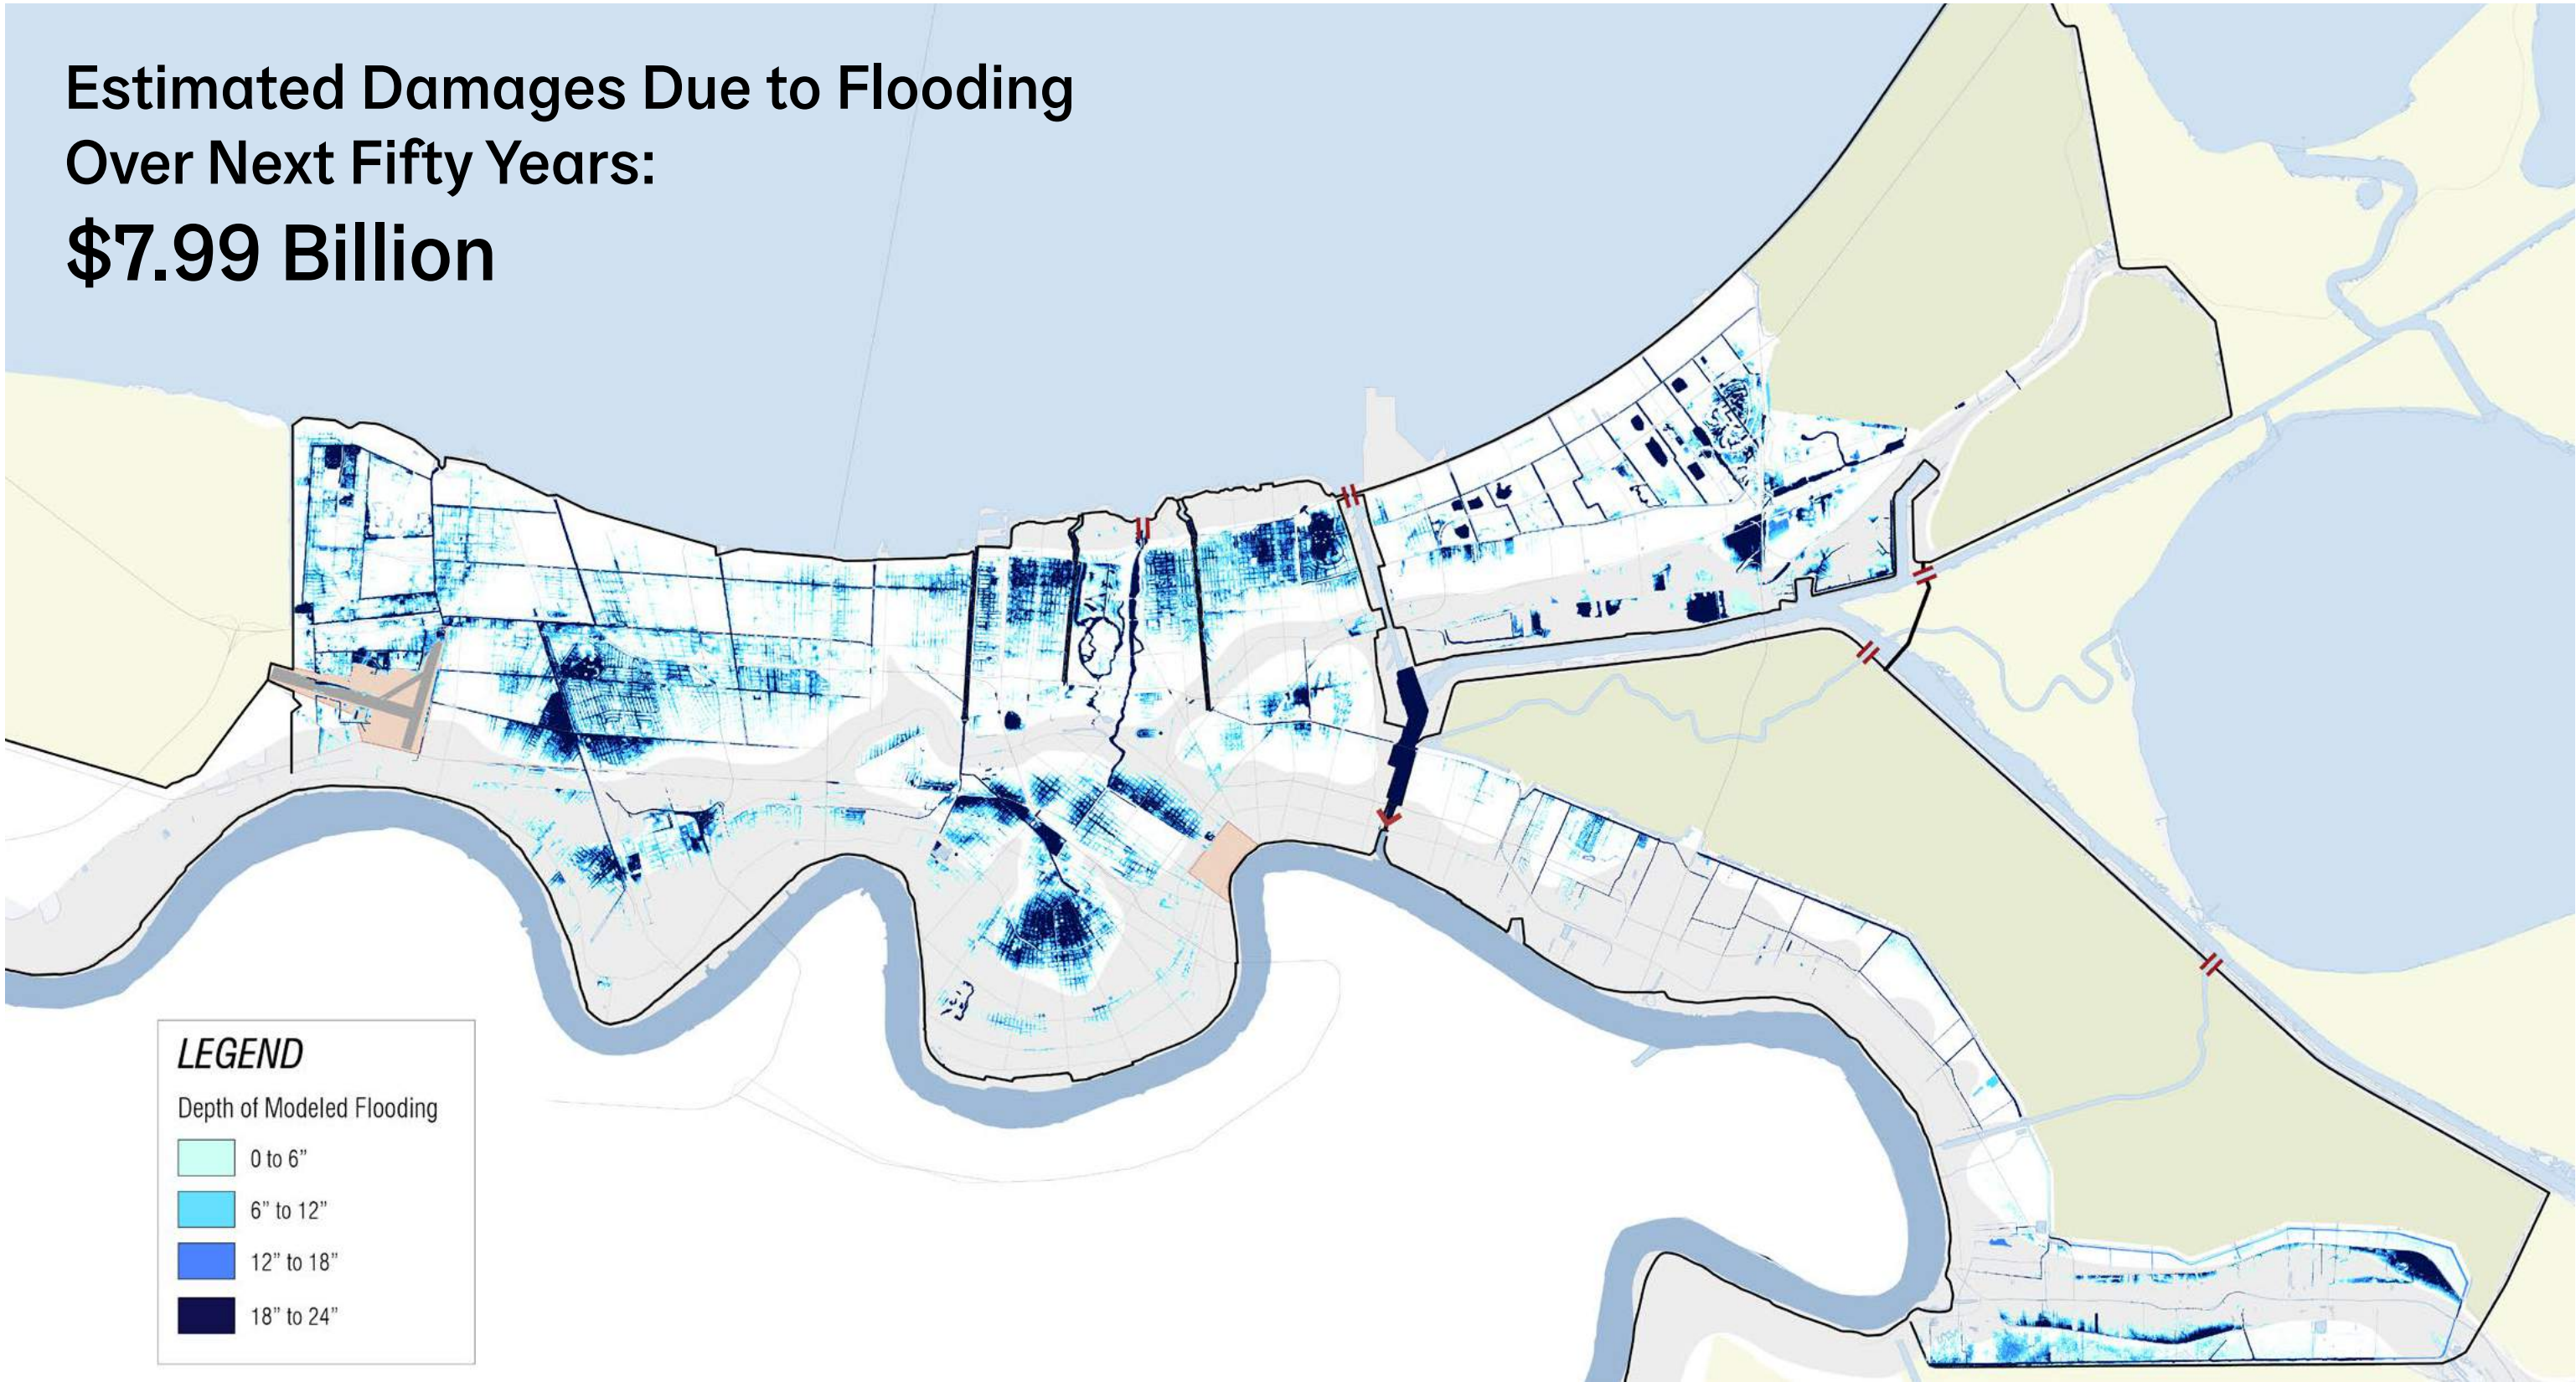 Estimated Damages Due to Flooding
Over Next Fifty Years:
$7.99 Billion
LEGEND
Depth of Modeled Flooding
0 to 6”
6” to 12”
12” to 18”
18” to 24”